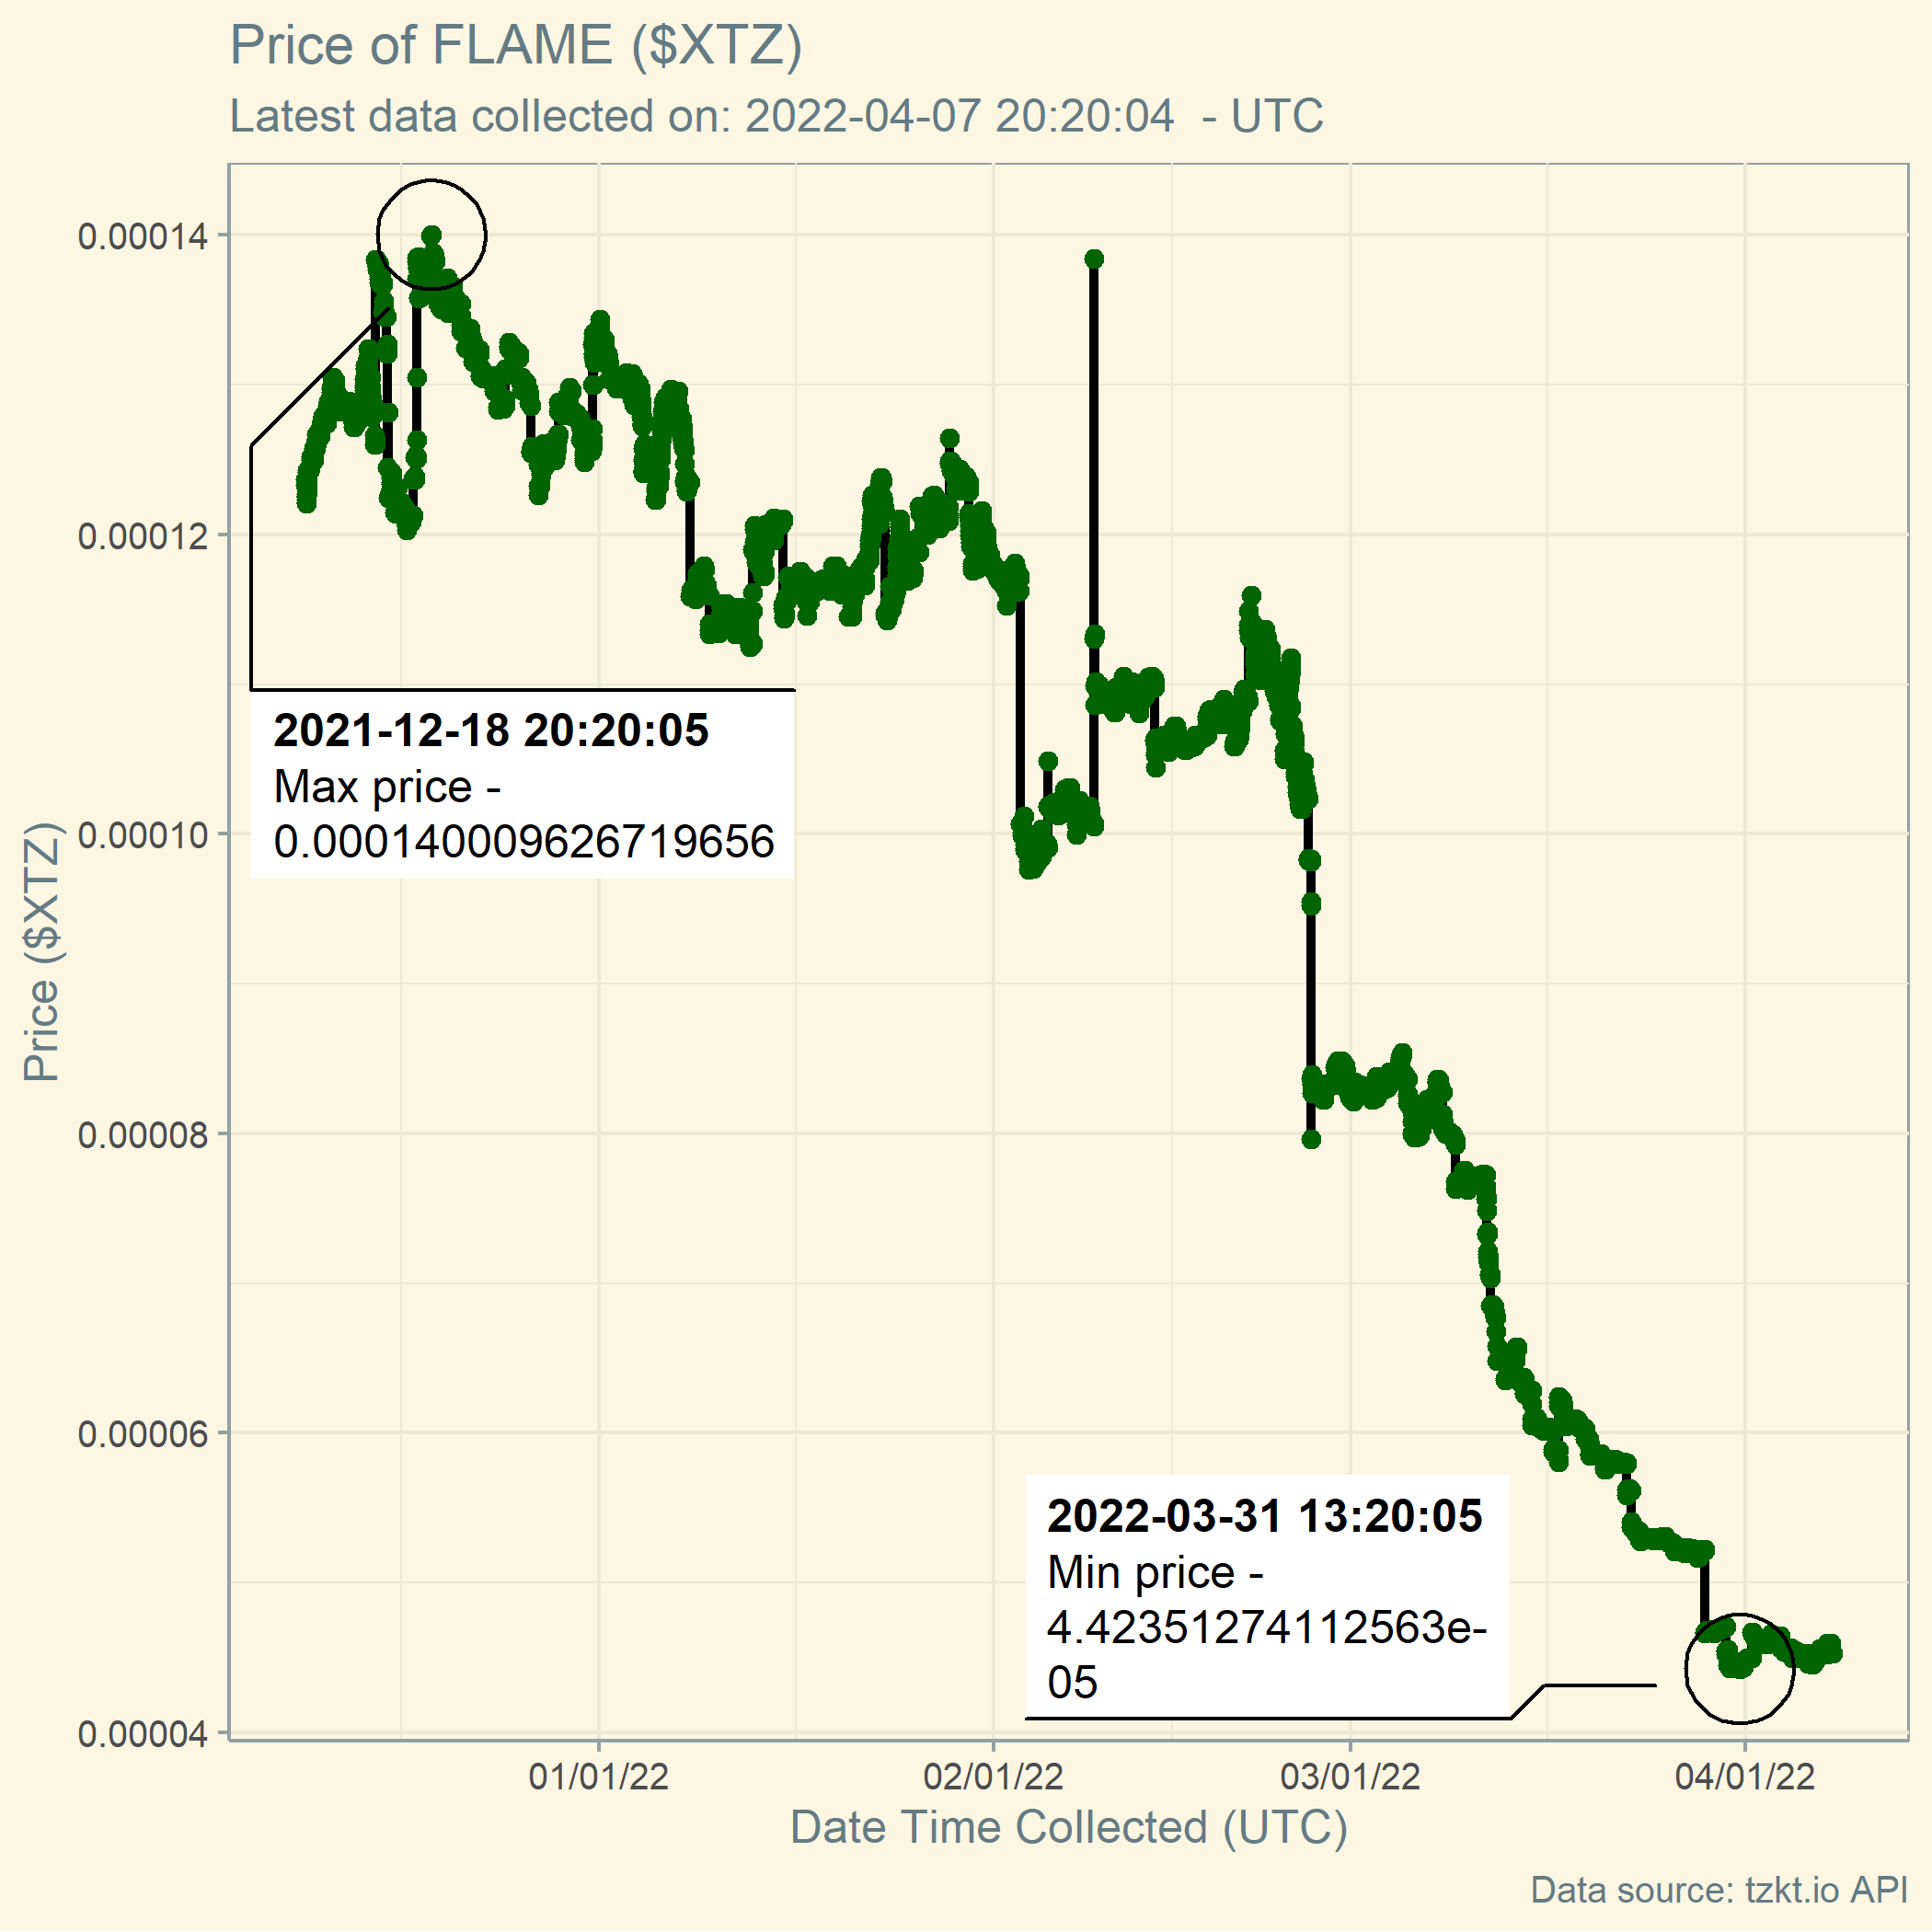 Price of FLAME ($XTZ)
Latest data collected on: 2022-04-07 20:20:04  - UTC
Price ($XTZ)
0.00014
0.00012
0.00010
0.00008
0.00006
0.00004
2021-12-18 20:20:05
Max price -
0.000140009626719656
2022-03-31 13:20:05
Min price -
4.42351274112563e-
05
01/01/22
02/01/22
03/01/22
04/01/22
Date Time Collected (UTC)
Data source: tzkt.io API